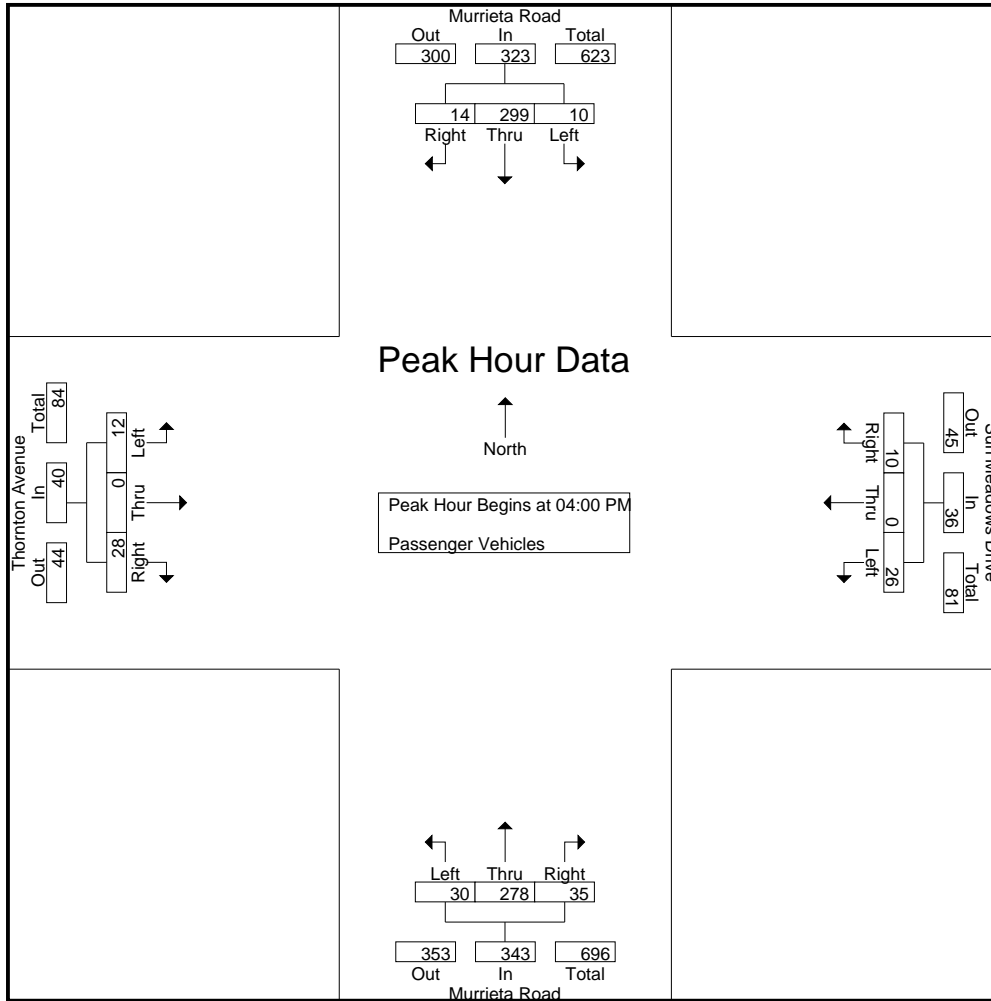 Murrieta Road
Out In Total
300 323 623
14 299 10
Right Thru Left
Peak Hour Data
North
Peak Hour Begins at 04:00 PM
Passenger Vehicles
Thornton Avenue
Total In Out
84 40 44
12 0 28
Left Thru Right
Right Thru Left
10 0 26
Out In Total
45 36 81
Meadows Drive
Left Thru Right
30 278 35
353 343 696
Out In Total
Murrieta Road